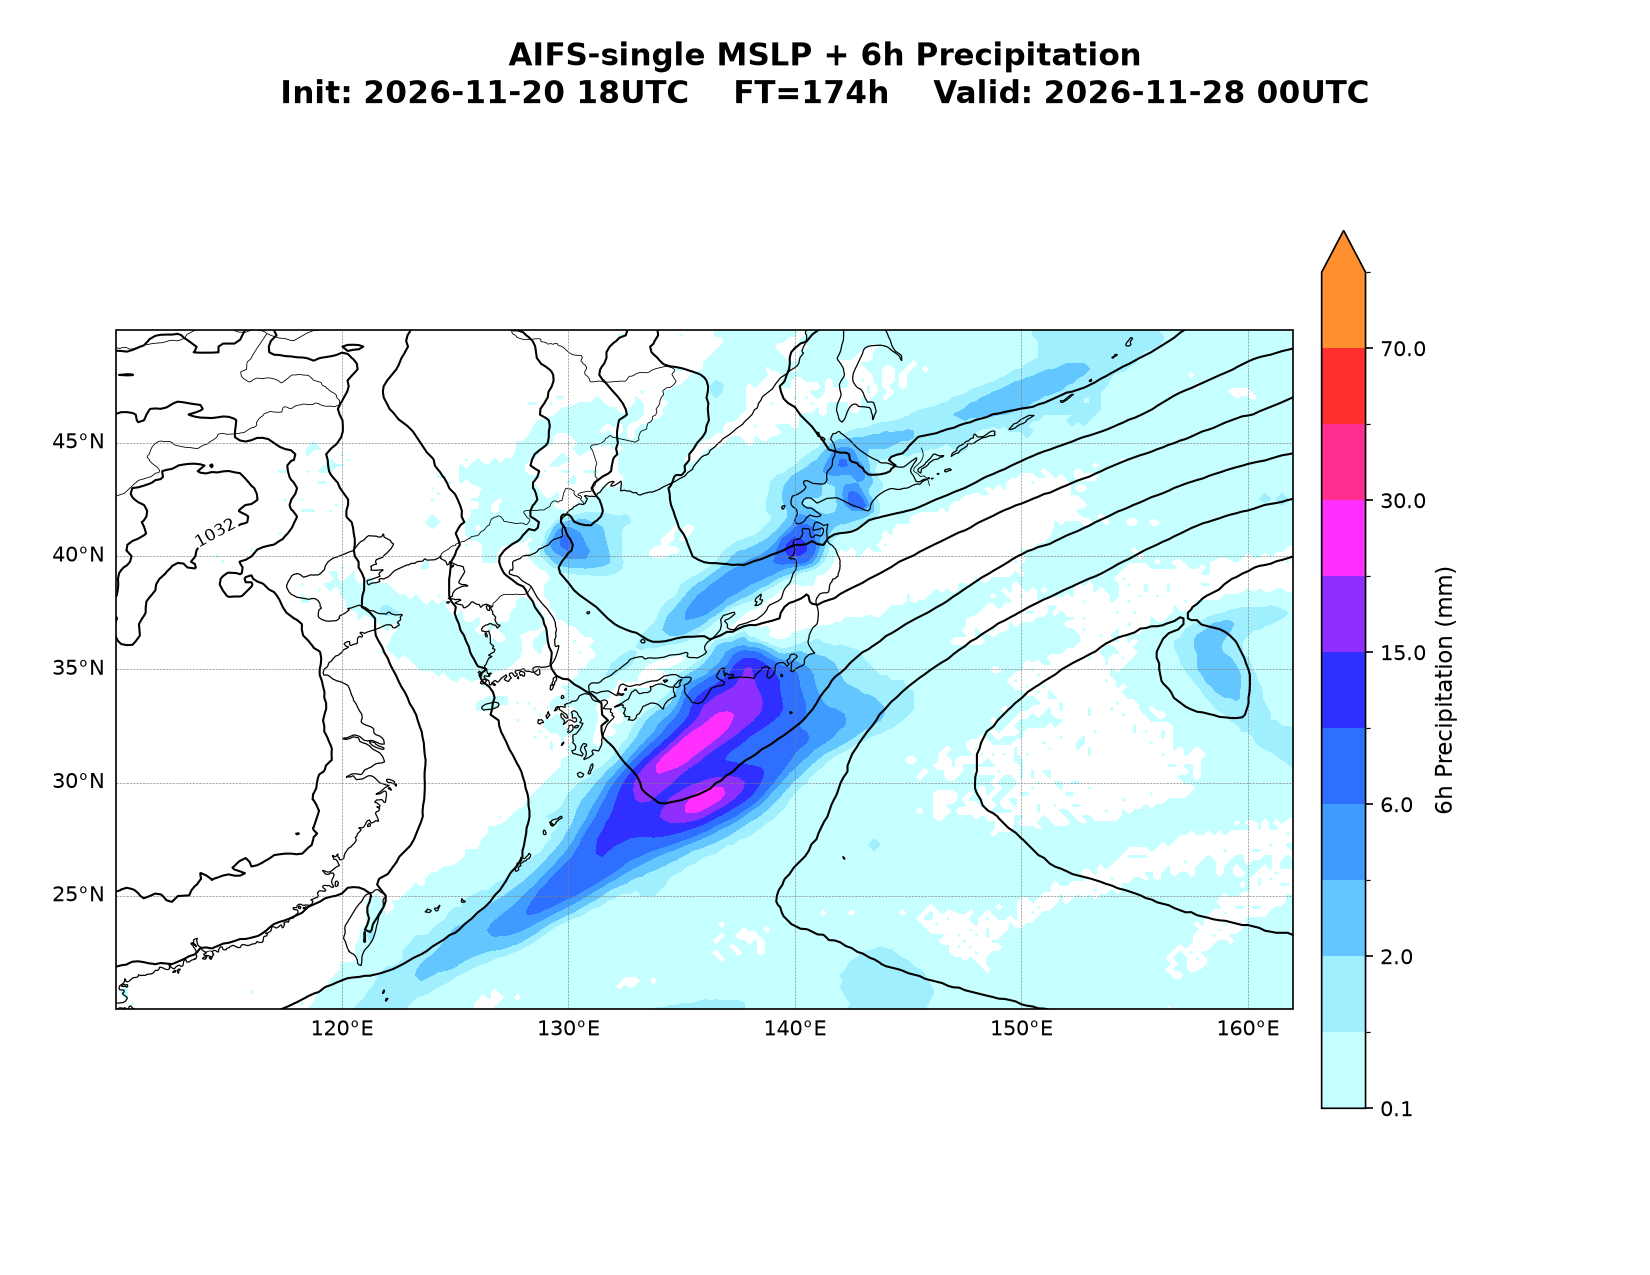 AIFS-single MSLP + 6h Precipitation
Init: 2026-11-20 18UTC    FT=174h    Valid: 2026-11-28 00UTC
1032
45°N
40°N
35°N
30°N
25°N
120°E
130°E
140°E
150°E
160°E
70.0
30.0
15.0
6.0
2.0
0.1
6h Precipitation (mm)